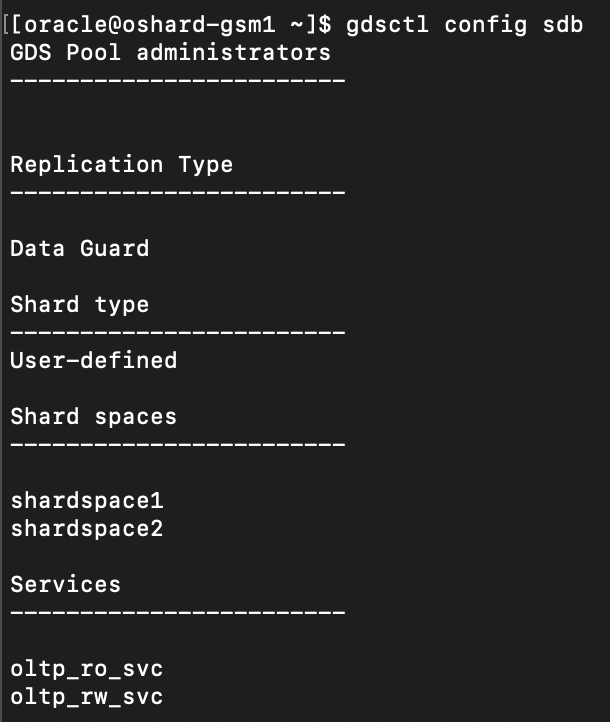 [[oracle@oshard-gsm1 ~]$ gdsctl config sdb
GDS Pool administrators
------------------------
Replication Type
------------------------
Data Guard
Shard type
------------------------
User-defined
Shard spaces
------------------------
shardspace1
shardspace2
Services
------------------------
oltp_ro_svc
oltp_rw_svc